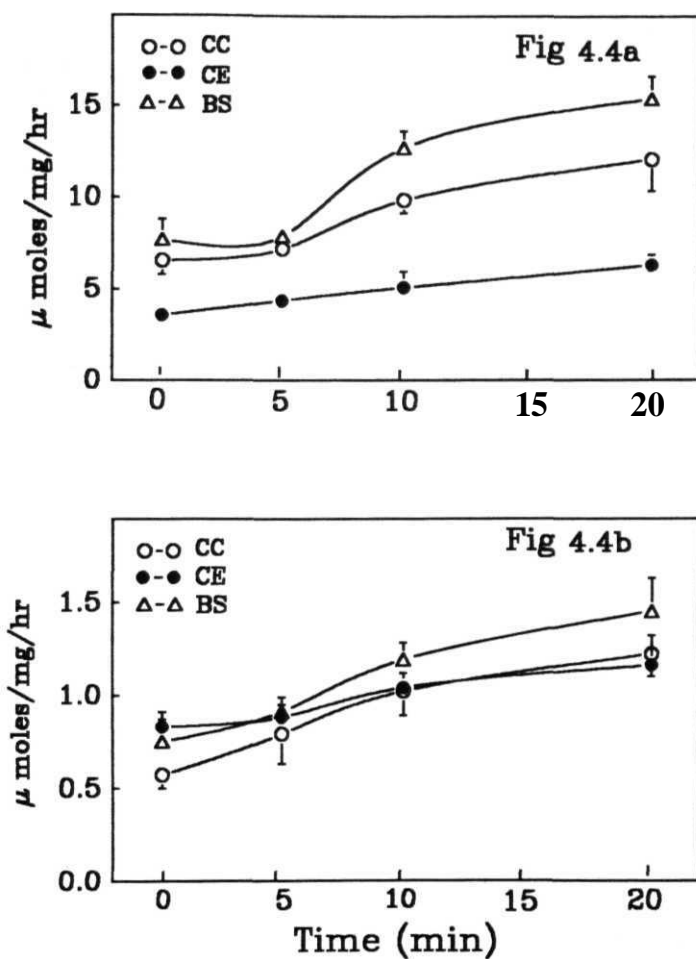 Fig 4.4a
O-O CC
●-● CE
△-△ BS
μ moles/mg/hr
15
10
5
0
0 5 10 15 20
Fig 4.4b
O-O CC
●-● CE
△-△ BS
μ moles/mg/hr
1.5
1.0
0.5
0.0
0 5 10 15 20
Time (min)